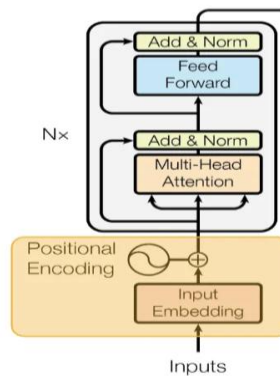 Add & Norm
Feed
Forward
Nx
Add & Norm
Multi-Head
Attention
Positional
Encoding
Input
Embedding
Inputs